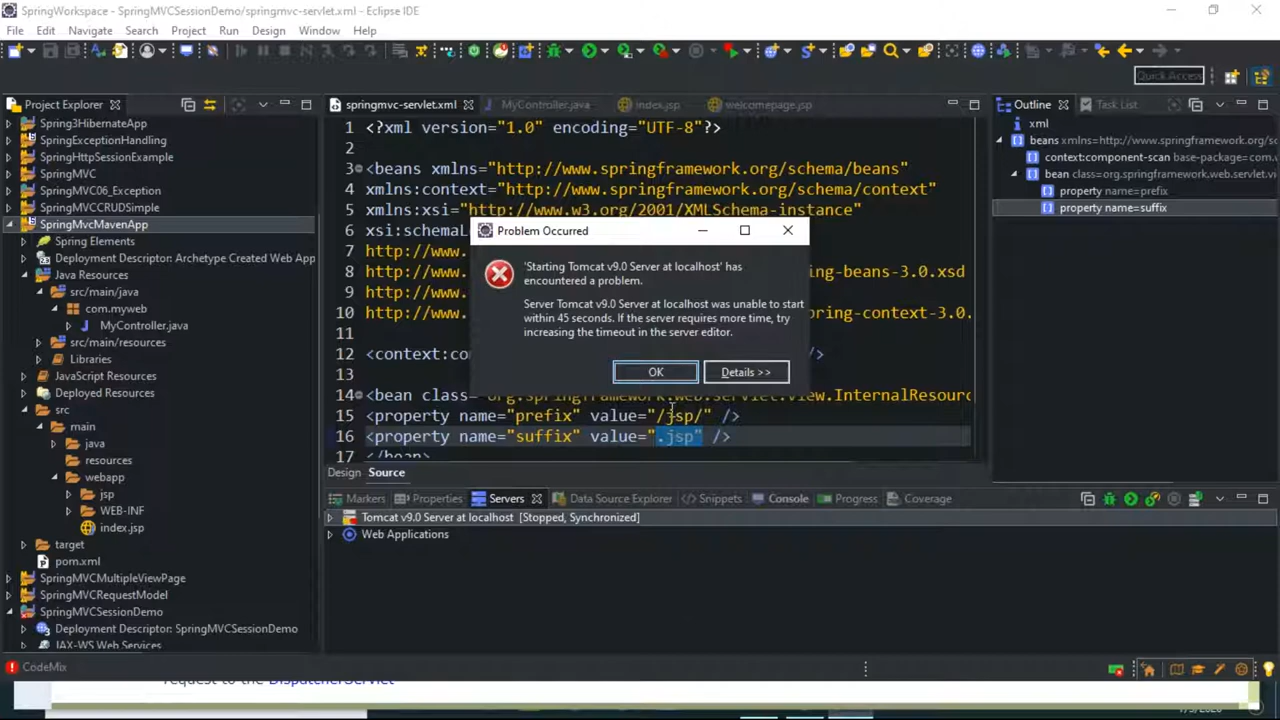 SpringWorkspace - SpringMVCSessionDemo/springmvc-servlet.xml - Eclipse IDE
File Edit Navigate Search Project Run Design Window Help
Quick Access
Project Explorer
Spring3HibernateApp
SpringExceptionHandling
SpringHttpSessionExample
SpringMVC
SpringMVC06_Exception
SpringMVCCRUDSimple
SpringMvcMavenApp
Spring Elements
Deployment Descriptor: Archetype Created Web App
Java Resources
src/main/java
com.myweb
MyController.java
src/main/resources
Libraries
JavaScript Resources
Deployed Resources
src
main
java
resources
webapp
jsp
WEB-INF
index.jsp
target
pom.xml
SpringMVCMultipleViewPage
SpringMVCRequestModel
SpringMVCSessionDemo
Deployment Descriptor: SpringMVCSessionDemo
JAX-WS Web Services
springmvc-servlet.xml MyController.java index.jsp welcomepage.jsp
1 <?xml version="1.0" encoding="UTF-8"?>
2
3 <beans xmlns="http://www.springframework.org/schema/beans"
4 xmlns:context="http://www.springframework.org/schema/context"
5 xmlns:xsi="http://www.w3.org/2001/XMLSchema-instance"
6 xsi:schemaL
7 http://www.
8 http://www. ing-beans-3.0.xsd
9 http://www.
10 http://www. ing-context-3.0.
11
12 <context:co />
13
14 <bean class="org.springframework.web.servlet.view.InternalResourc
15 <property name="prefix" value="/jsp/" />
16 <property name="suffix" value=".jsp" />
17 </bean>
Design Source
Problem Occurred
'Starting Tomcat v9.0 Server at localhost' has
encountered a problem.
Server Tomcat v9.0 Server at localhost was unable to start
within 45 seconds. If the server requires more time, try
increasing the timeout in the server editor.
OK Details >>
Outline Task List
xml
beans xmlns=http://www.springframework.org/sc
context:component-scan base-package=com.
bean class=org.springframework.web.servlet.vi
property name=prefix
property name=suffix
Markers Properties Servers Data Source Explorer Snippets Console Progress Coverage
Tomcat v9.0 Server at localhost [Stopped, Synchronized]
Web Applications
CodeMix
request to the DispatcherServlet